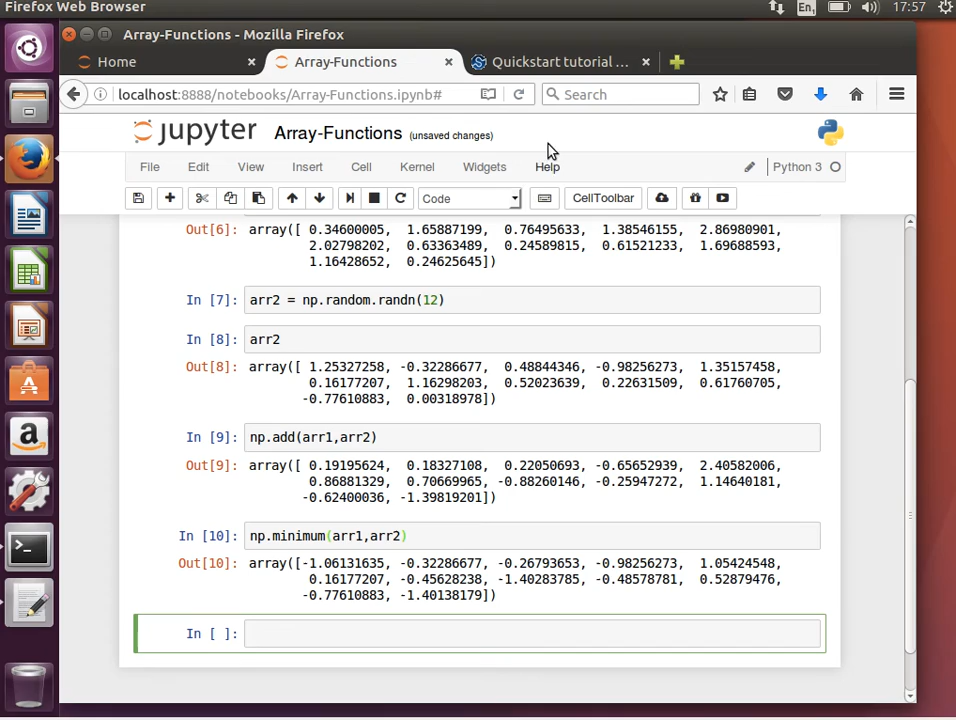 Firefox Web Browser
En
17:57
Array-Functions - Mozilla Firefox
Home
Array-Functions
Quickstart tutorial ...
localhost:8888/notebooks/Array-Functions.ipynb#
Search
jupyter
Array-Functions (unsaved changes)
File Edit View Insert Cell Kernel Widgets Help
Python 3
Code
CellToolbar
Out[6]: array([ 0.34600005, 1.65887199, 0.76495633, 1.38546155, 2.86980901,
2.02798202, 0.63363489, 0.24589815, 0.61521233, 1.69688593,
1.16428652, 0.24625645])
In [7]: arr2 = np.random.randn(12)
In [8]: arr2
Out[8]: array([ 1.25327258, -0.32286677, 0.48844346, -0.98256273, 1.35157458,
0.16177207, 1.16298203, 0.52023639, 0.22631509, 0.61760705,
-0.77610883, 0.00318978])
In [9]: np.add(arr1,arr2)
Out[9]: array([ 0.19195624, 0.18327108, 0.22050693, -0.65652939, 2.40582006,
0.86881329, 0.70669965, -0.88260146, -0.25947272, 1.14640181,
-0.62400036, -1.39819201])
In [10]: np.minimum(arr1,arr2)
Out[10]: array([-1.06131635, -0.32286677, -0.26793653, -0.98256273, 1.05424548,
0.16177207, -0.45628238, -1.40283785, -0.48578781, 0.52879476,
-0.77610883, -1.40138179])
In [ ]: